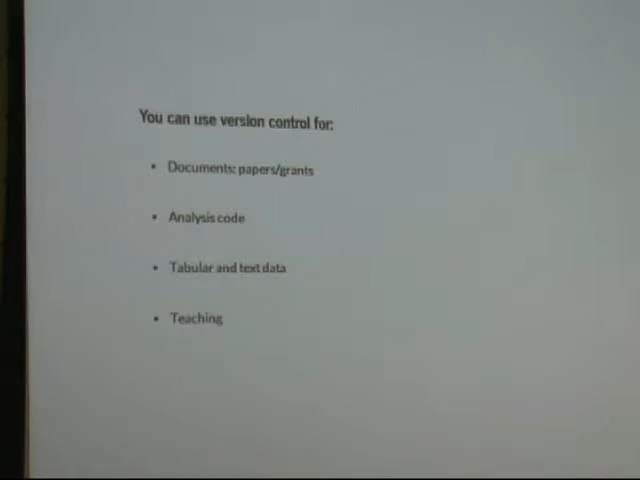 You can use version control for:
• Documents: papers/grants
• Analysis code
• Tabular and text data
• Teaching